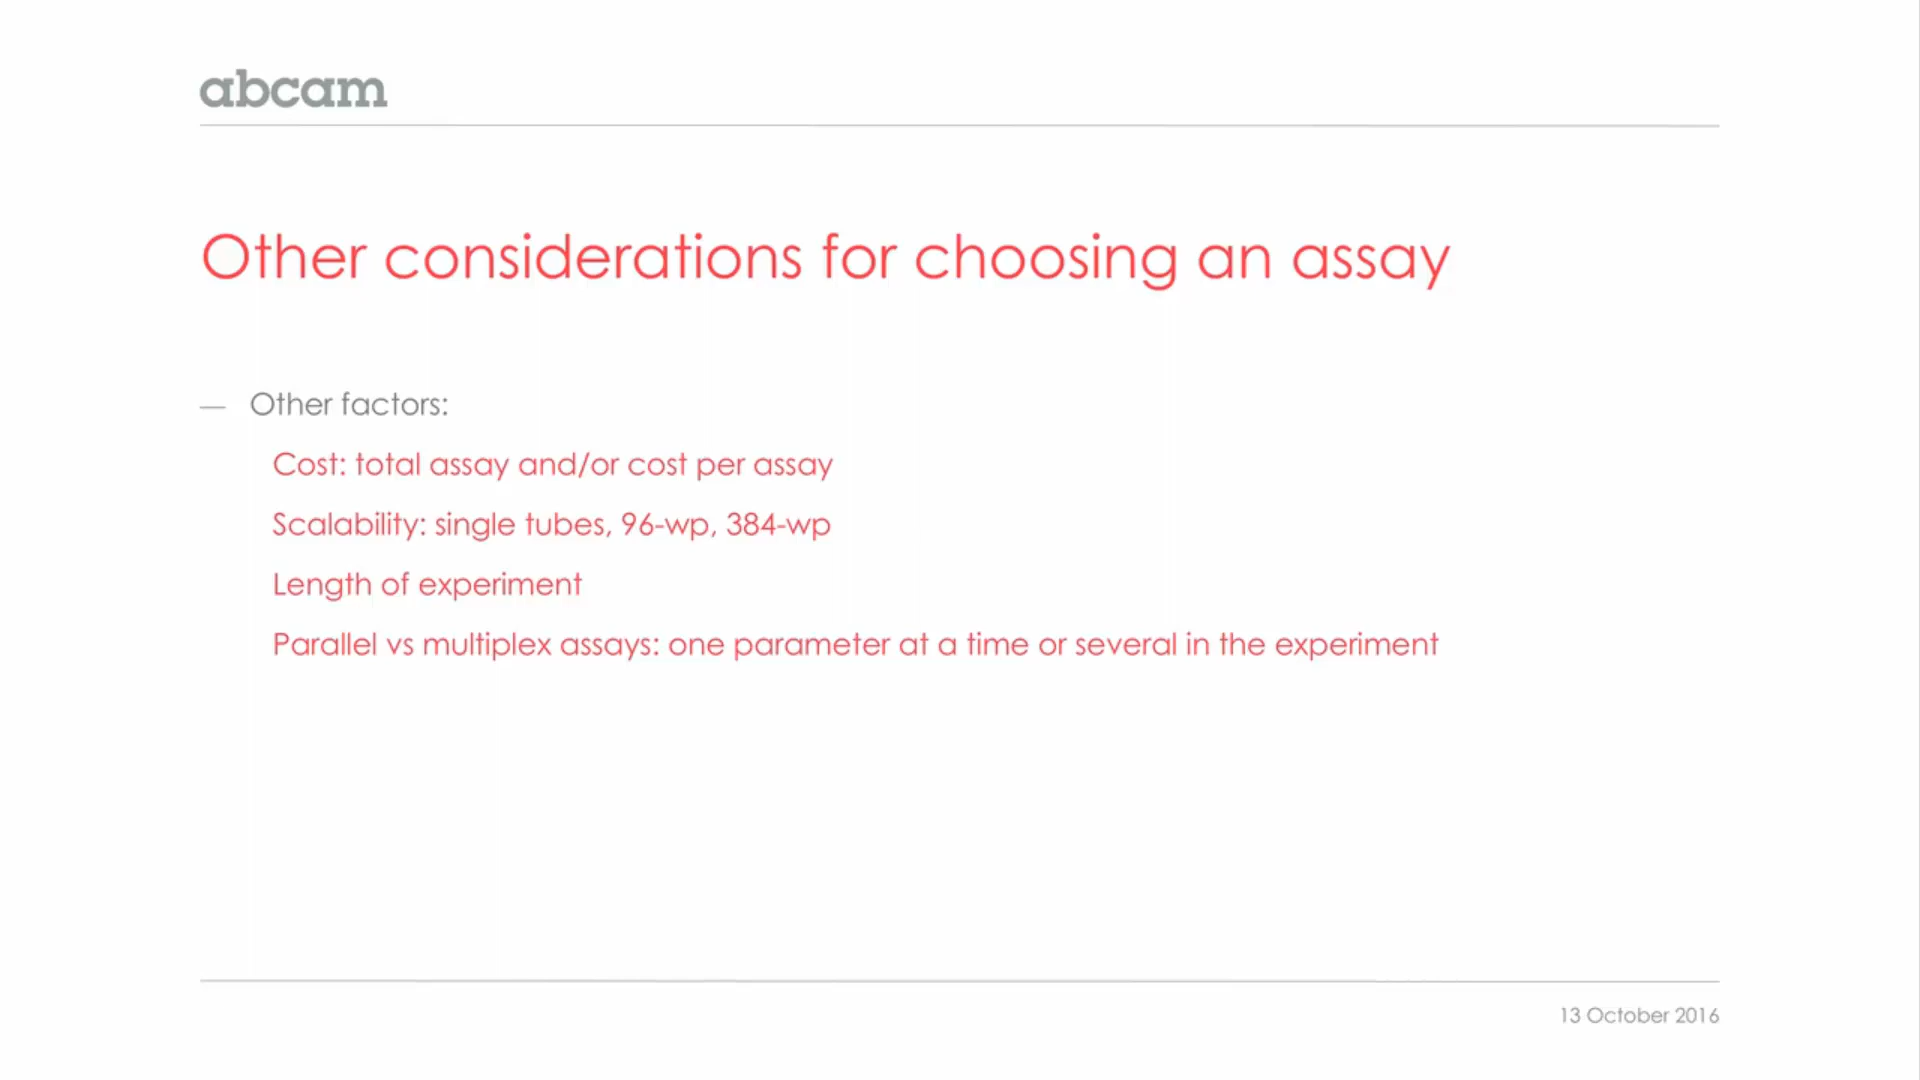 abcam
Other considerations for choosing an assay
— Other factors:
Cost: total assay and/or cost per assay
Scalability: single tubes, 96-wp, 384-wp
Length of experiment
Parallel vs multiplex assays: one parameter at a time or several in the experiment
13 October 2016